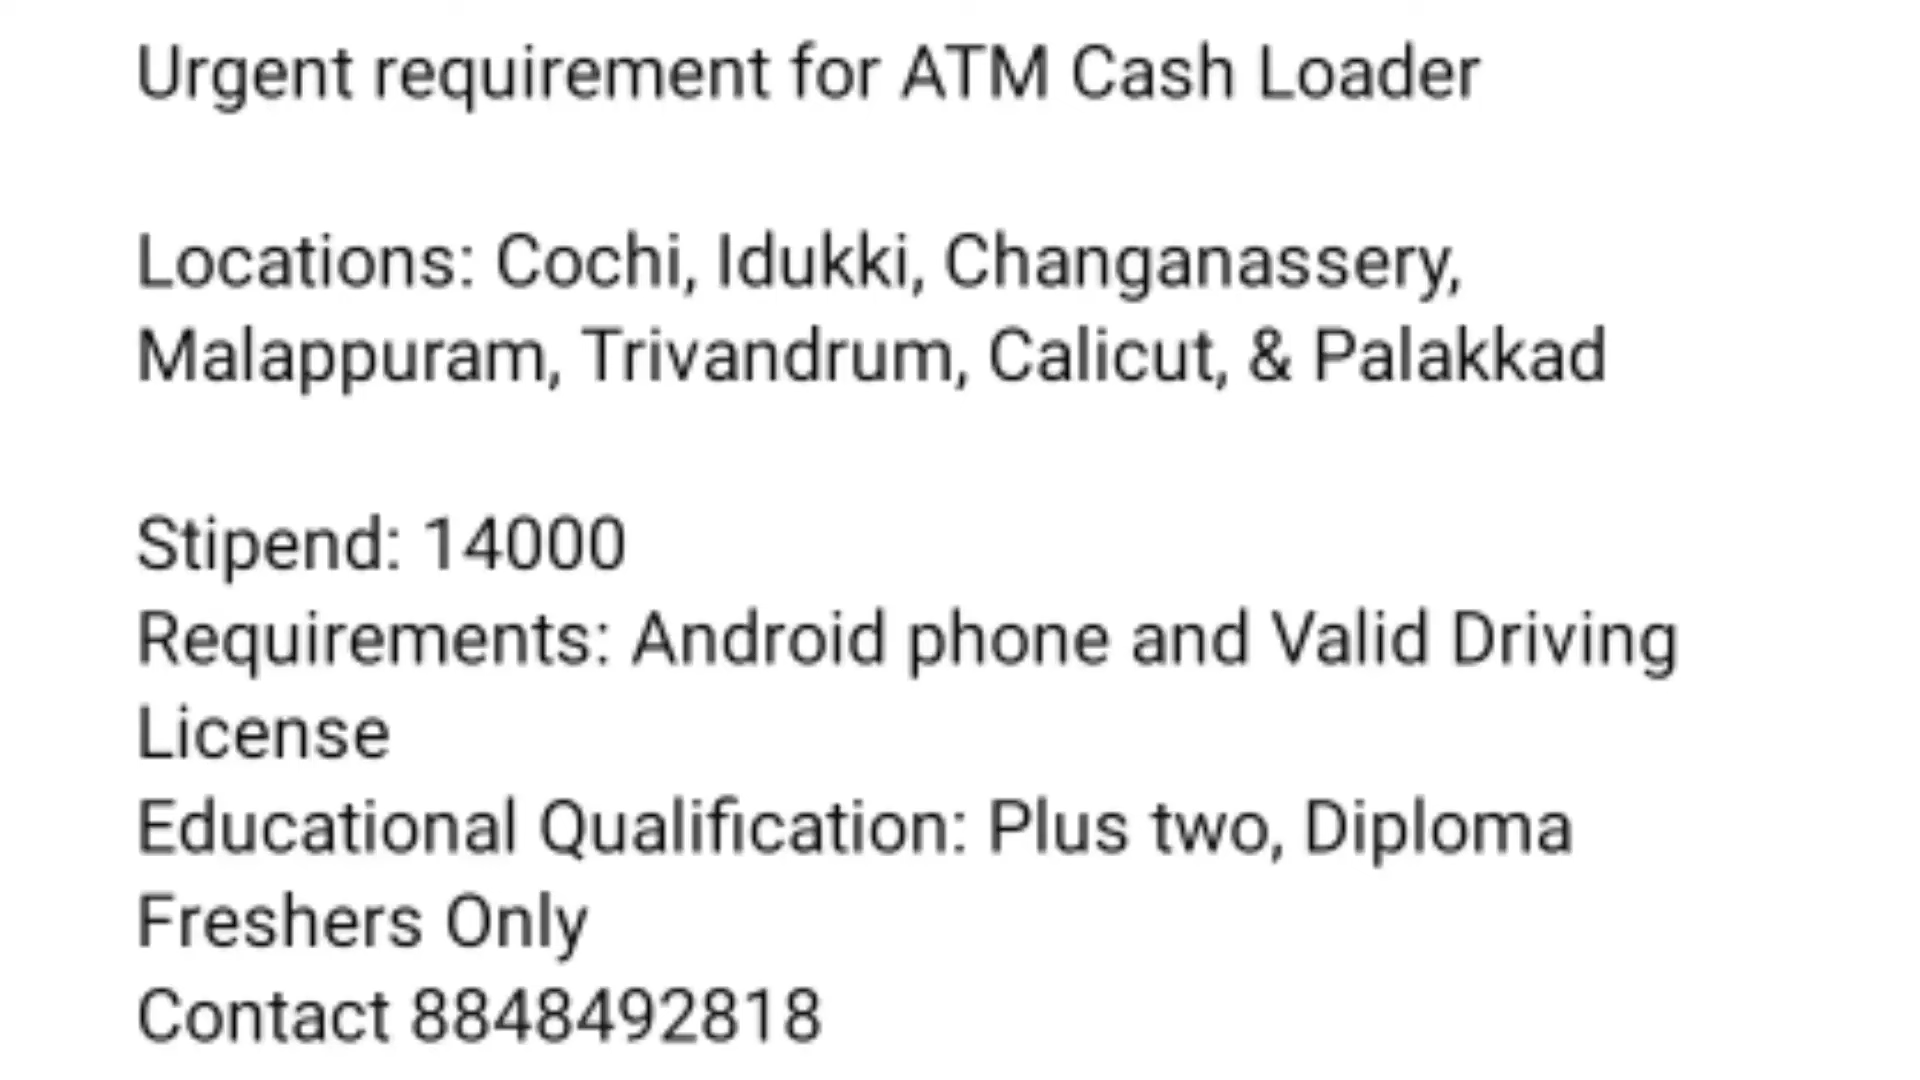 Urgent requirement for ATM Cash Loader
Locations: Cochi, Idukki, Changanassery,
Malappuram, Trivandrum, Calicut, & Palakkad
Stipend: 14000
Requirements: Android phone and Valid Driving
License
Educational Qualification: Plus two, Diploma
Freshers Only
Contact 8848492818